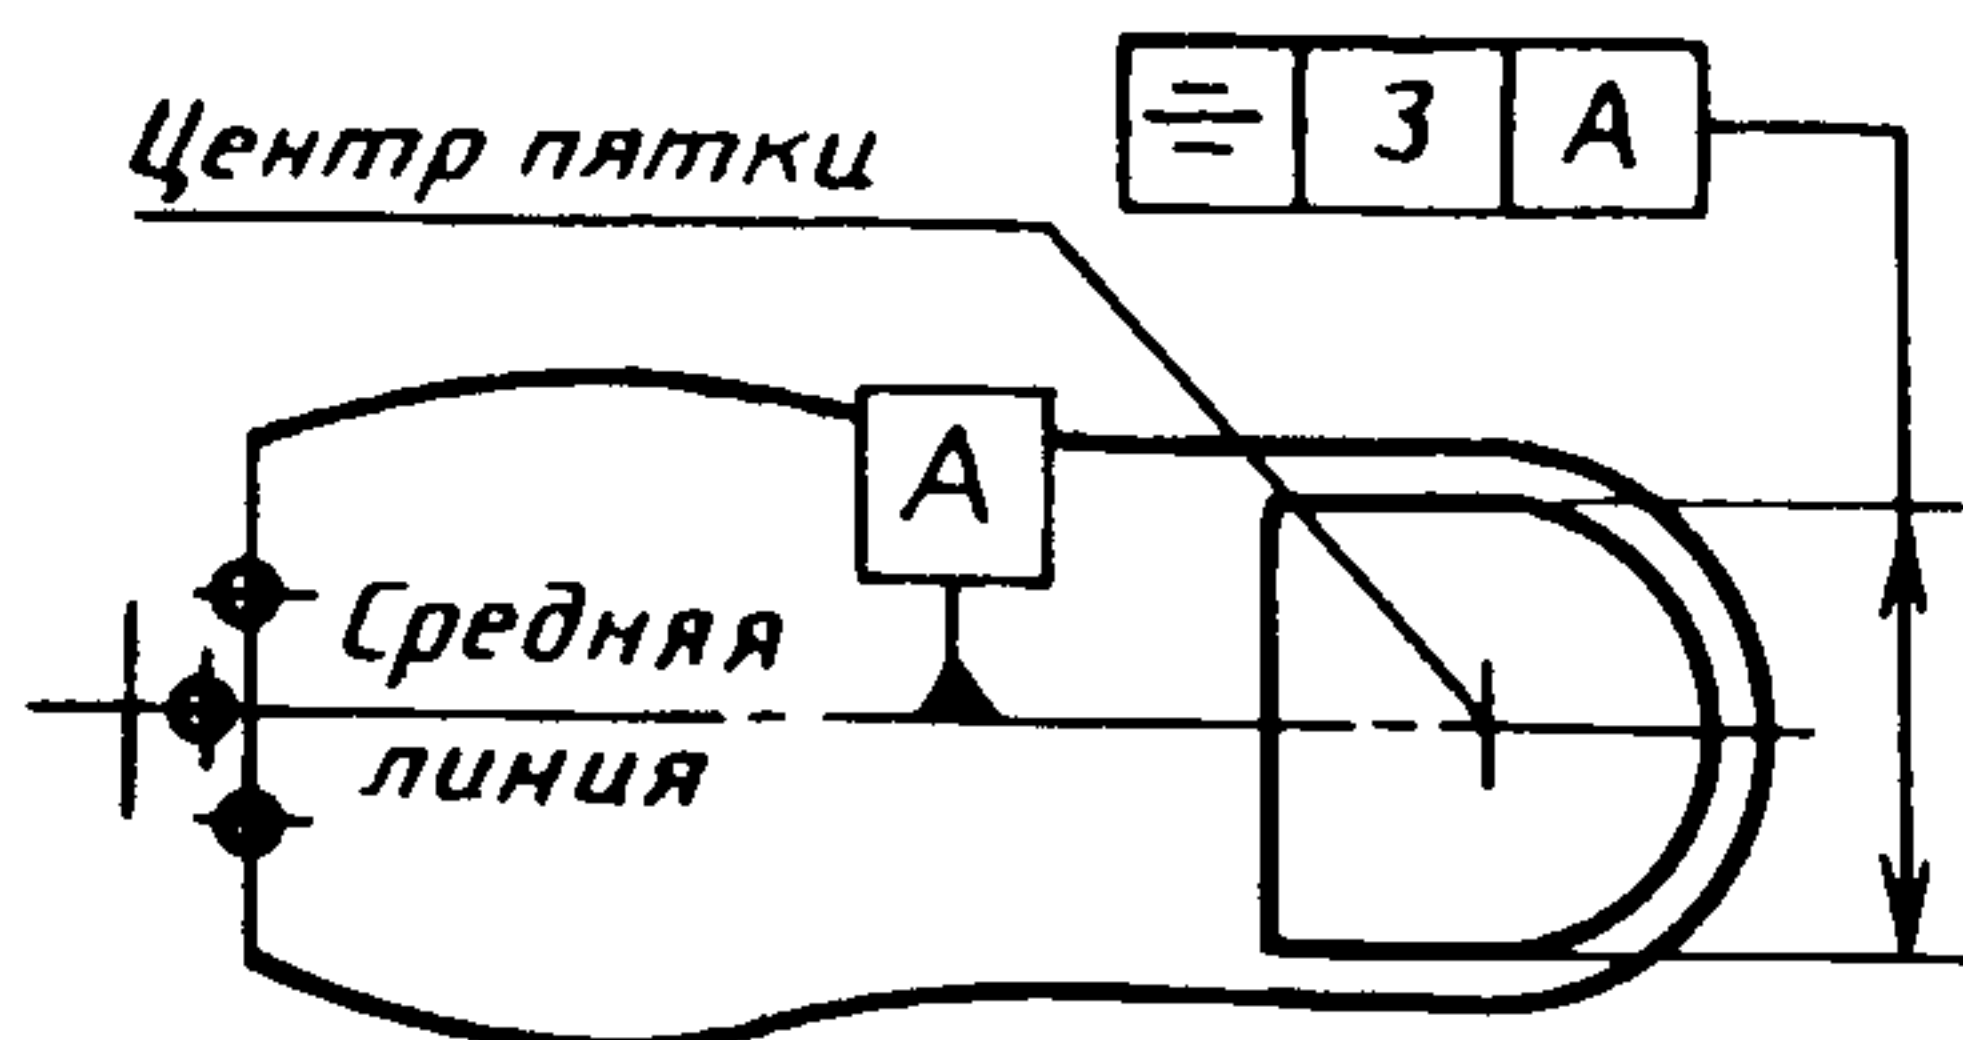 Центр пятки
3 А
А
Средняя
линия